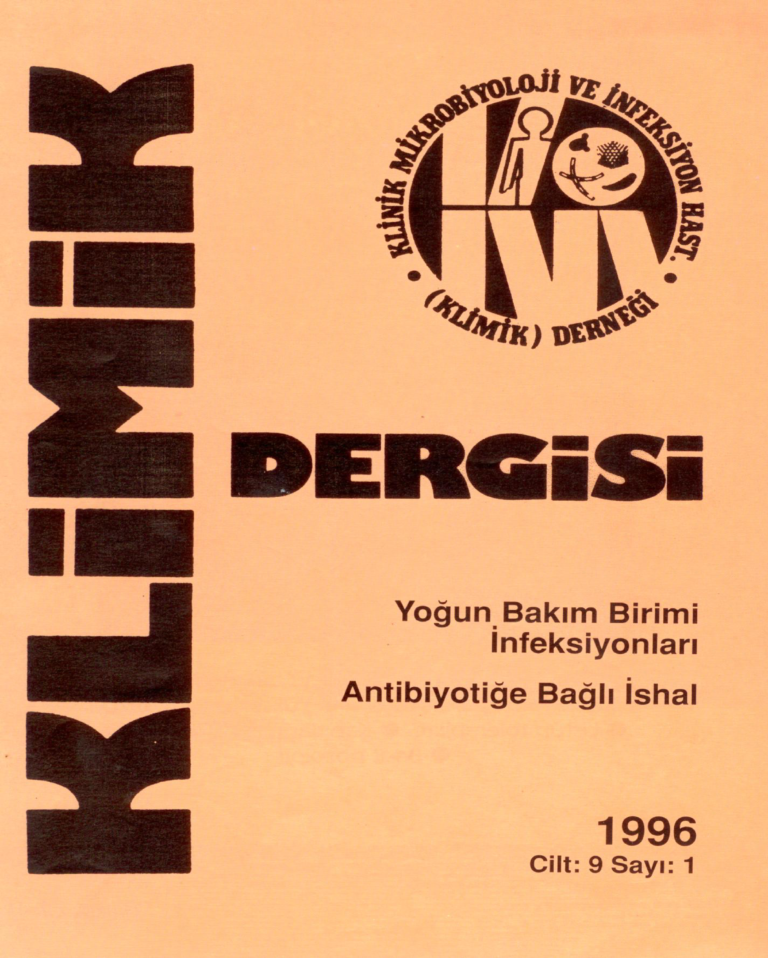 KLİMİK
KLİNİK MİKROBİYOLOJİ VE İNFEKSİYON HAST.
(KLİMİK) DERNEĞİ
DERGİSİ
Yoğun Bakım Birimi
İnfeksiyonları
Antibiyotiğe Bağlı İshal
1996
Cilt: 9 Sayı: 1